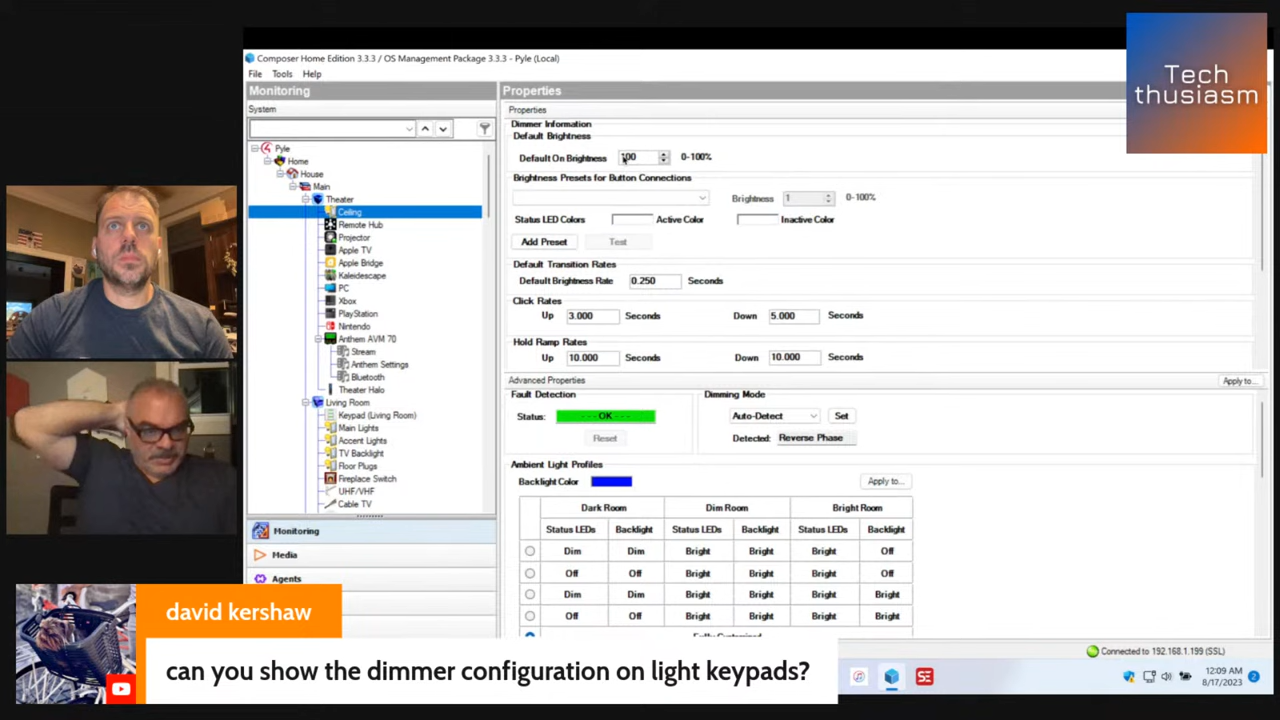 Tech
thusiasm
Composer Home Edition 3.3.3 / OS Management Package 3.3.3 - Pyle (Local)
File Tools Help
Monitoring
System
Pyle
Home
House
Main
Theater
Ceiling
Remote Hub
Projector
Apple TV
Apple Bridge
Kaleidescape
PC
Xbox
PlayStation
Nintendo
Anthem AVM 70
Stream
Anthem Settings
Bluetooth
Theater Halo
Living Room
Keypad (Living Room)
Main Lights
Accent Lights
TV Backlight
Floor Plugs
Fireplace Switch
UHF/VHF
Cable TV
Monitoring
Media
Agents
Properties
Properties
Dimmer Information
Default Brightness
Default On Brightness 100 0-100%
Brightness Presets for Button Connections
Brightness 1 0-100%
Status LED Colors Active Color Inactive Color
Add Preset Test
Default Transition Rates
Default Brightness Rate 0.250 Seconds
Click Rates
Up 3.000 Seconds Down 5.000 Seconds
Hold Ramp Rates
Up 10.000 Seconds Down 10.000 Seconds
Advanced Properties Apply to...
Fault Detection Dimming Mode
Status: - - - OK - - - Auto-Detect Set
Reset Detected: Reverse Phase
Ambient Light Profiles
Backlight Color Apply to...
Dark Room Dim Room Bright Room
Status LEDs Backlight Status LEDs Backlight Status LEDs Backlight
Dim Dim Bright Bright Bright Off
Off Off Bright Bright Bright Off
Dim Dim Bright Bright Bright Bright
Off Off Bright Bright Bright Bright
Fully Customized
Connected to 192.168.1.199 (SSL)
SE
12:09 AM
8/17/2023
2
david kershaw
can you show the dimmer configuration on light keypads?